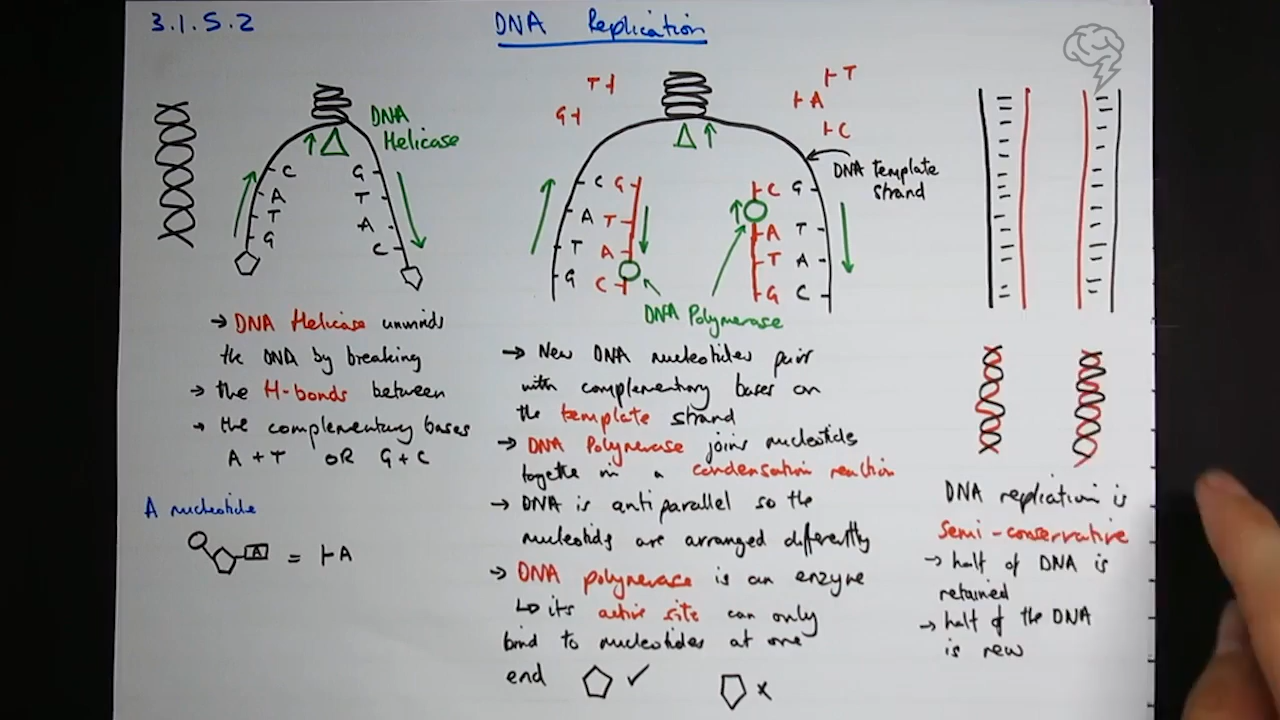 3.1.5.2
DNA Replication
DNA
Helicase
C
A
T
G
G
T
A
C
→ DNA Helicase unwinds
the DNA by breaking
→ the H-bonds between
→ the complementary bases
A + T OR G + C
A nucleotide
A = A
T
G
T
A
C
DNA template
strand
C G
A T
T A
G C
C G
A T
T A
G C
DNA Polymerase
→ New DNA nucleotides pair
with complementary bases on
the template strand
→ DNA Polymerase joins nucleotides
together in a condensation reaction
→ DNA is antiparallel so the
nucleotides are arranged differently
→ DNA polymerase is an enzyme
↳ its active site can only
bind to nucleotides at one
end ✓ x
DNA replication is
Semi-conservative
→ half of DNA is
retained
→ half of the DNA
is new